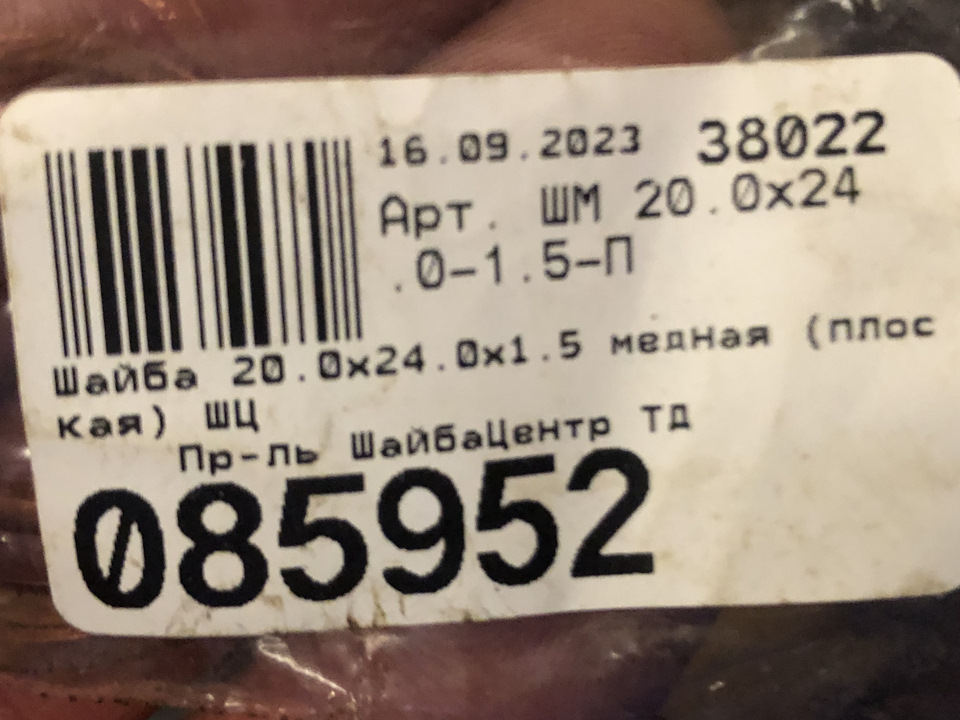 16.09.2023 38022
Арт. ШМ 20.0х24
.0-1.5-П
Шайба 20.0х24.0х1.5 медная (плос
кая) ШЦ
Пр-ль ШайбаЦентр ТД
085952